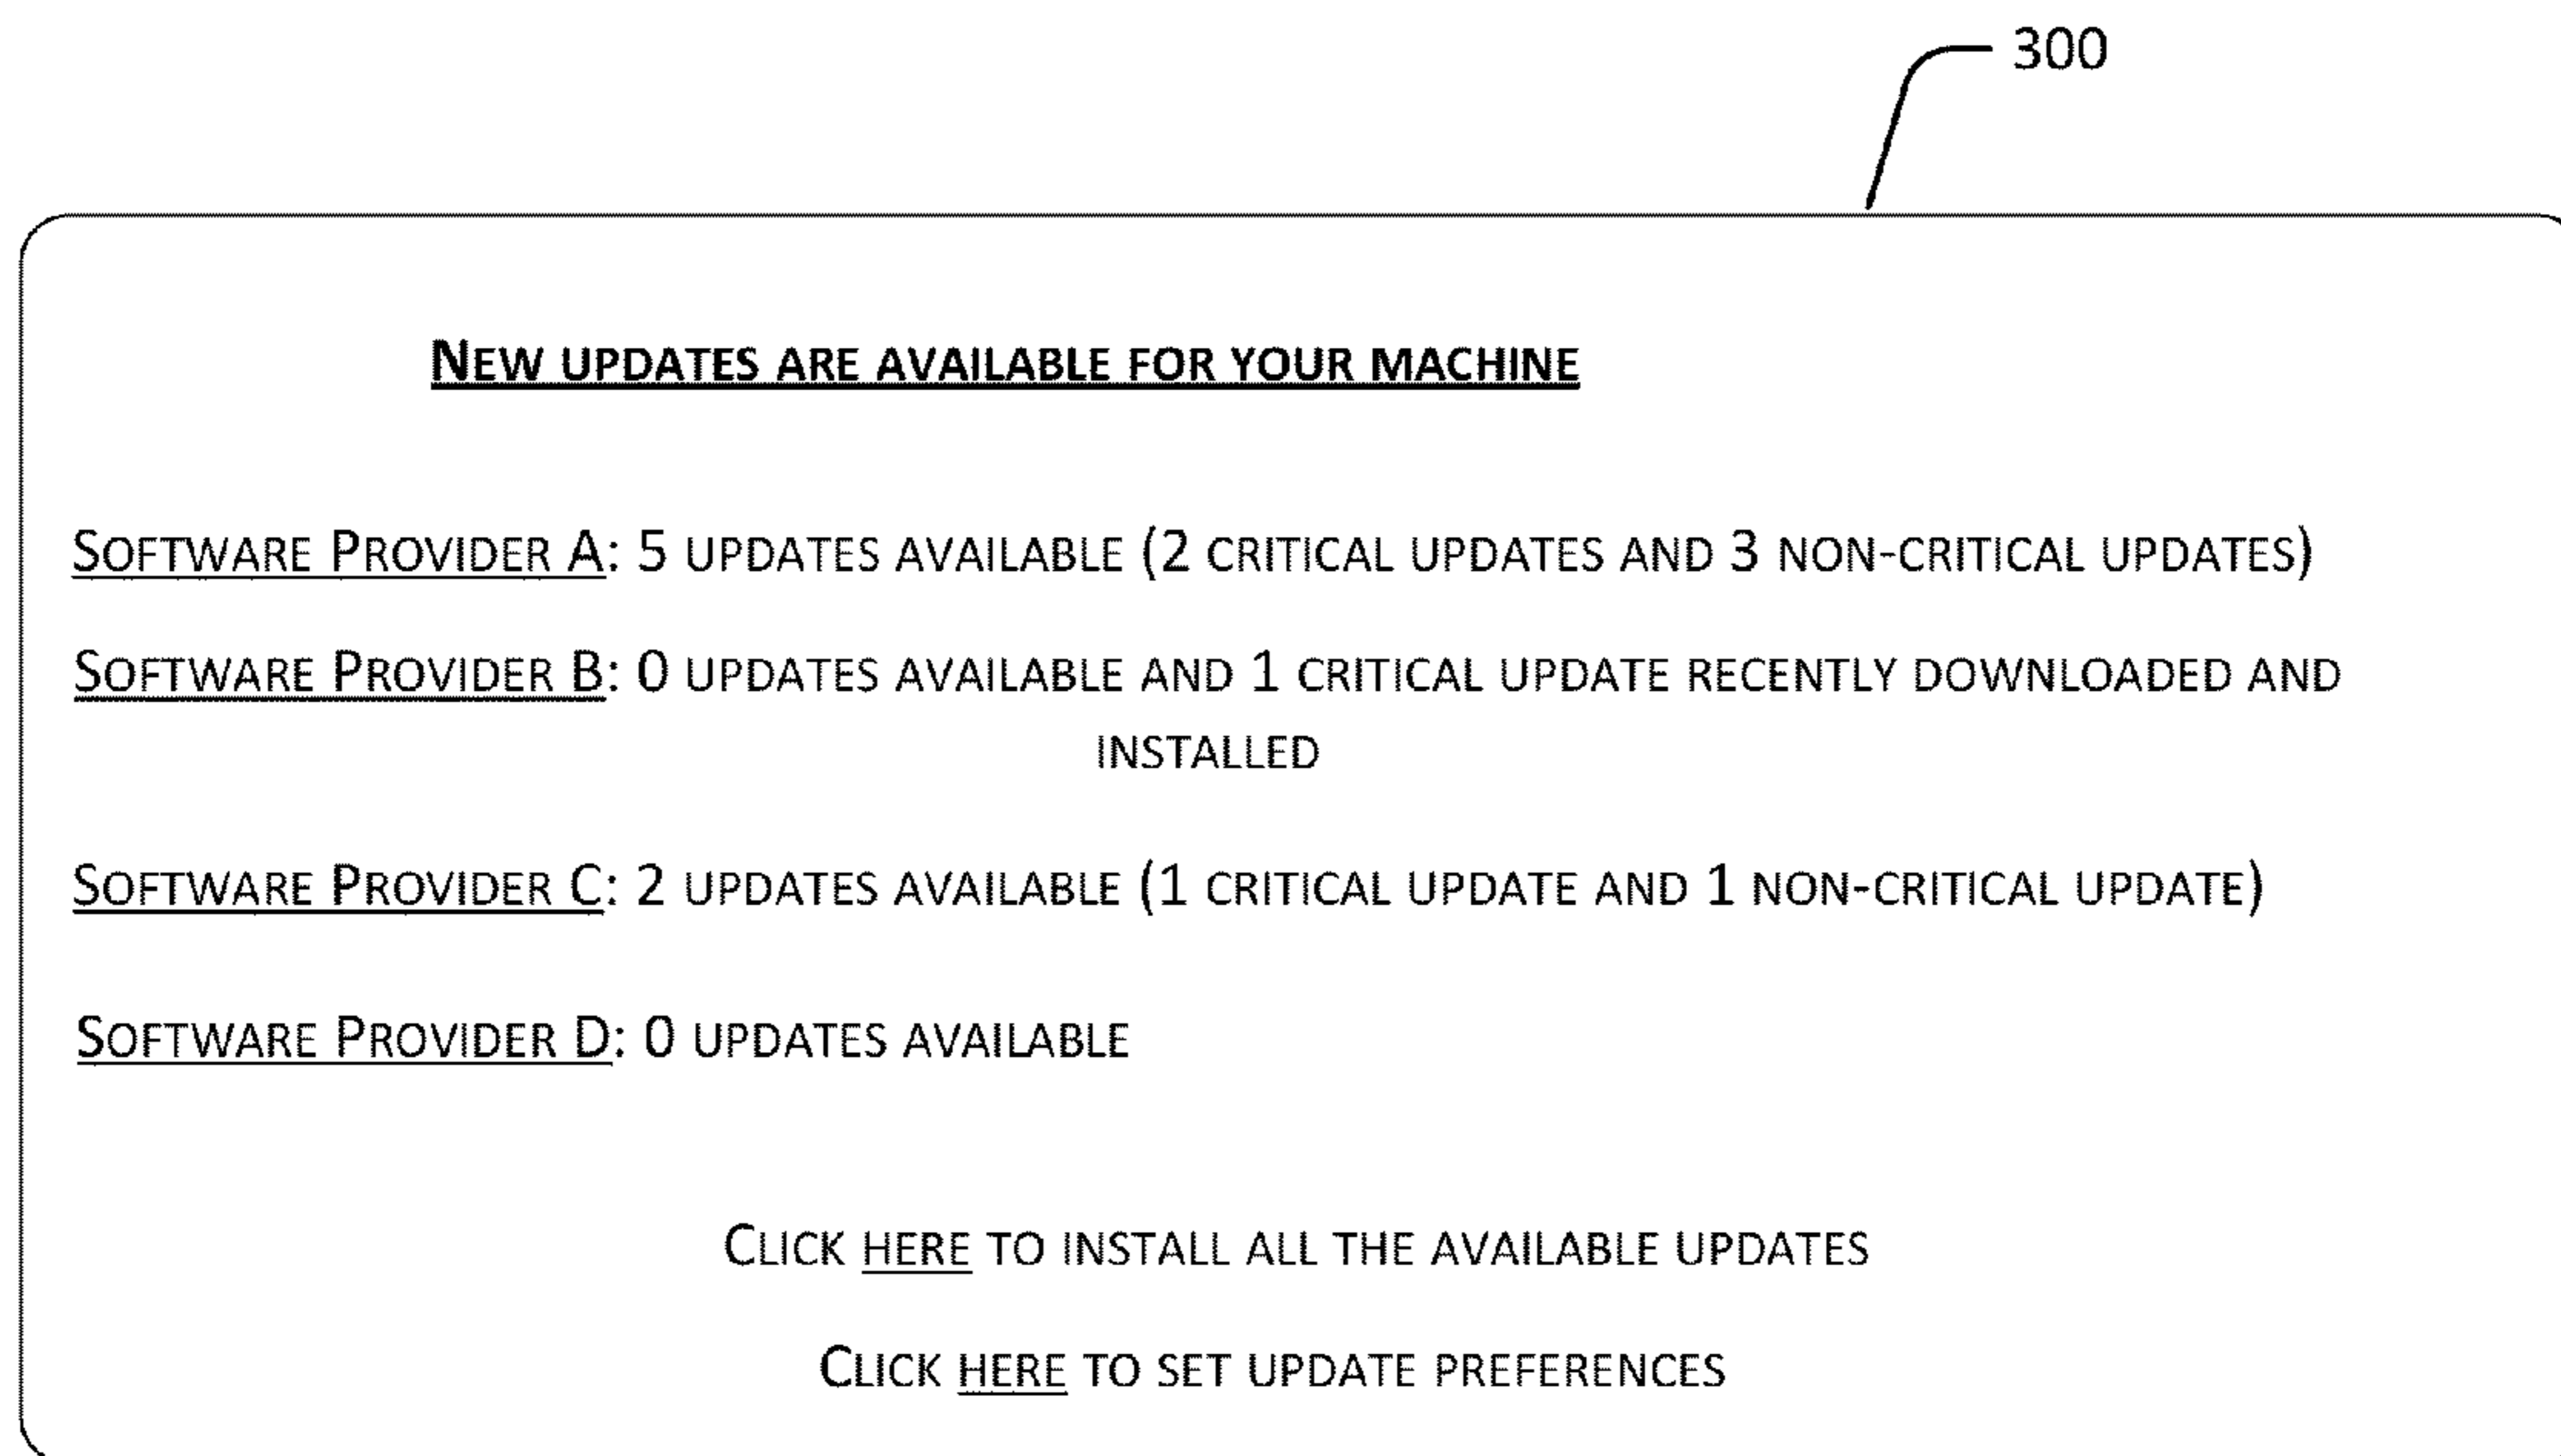 300
New updates are available for your machine
Software Provider A: 5 updates available (2 critical updates and 3 non-critical updates)
Software Provider B: 0 updates available and 1 critical update recently downloaded and
installed
Software Provider C: 2 updates available (1 critical update and 1 non-critical update)
Software Provider D: 0 updates available
Click here to install all the available updates
Click here to set update preferences